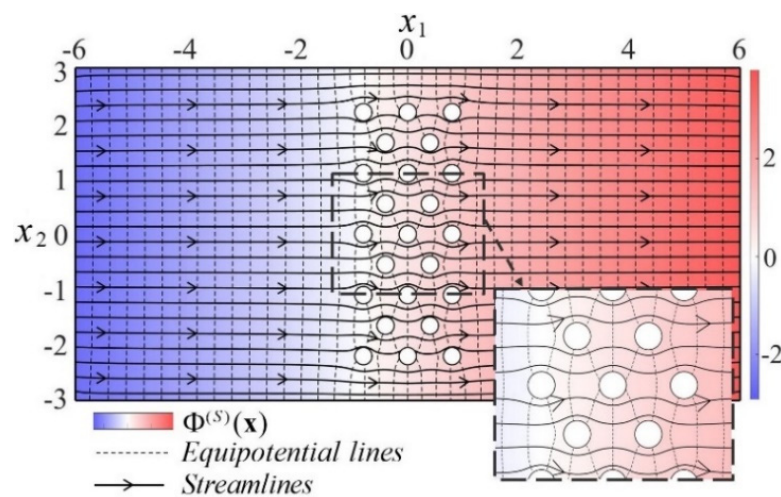 x₁
-6 -4 -2 0 2 4 6
3
2
1
x₂ 0
-1
-2
-3
2
0
-2
Φ⁽ˢ⁾(x)
Equipotential lines
Streamlines